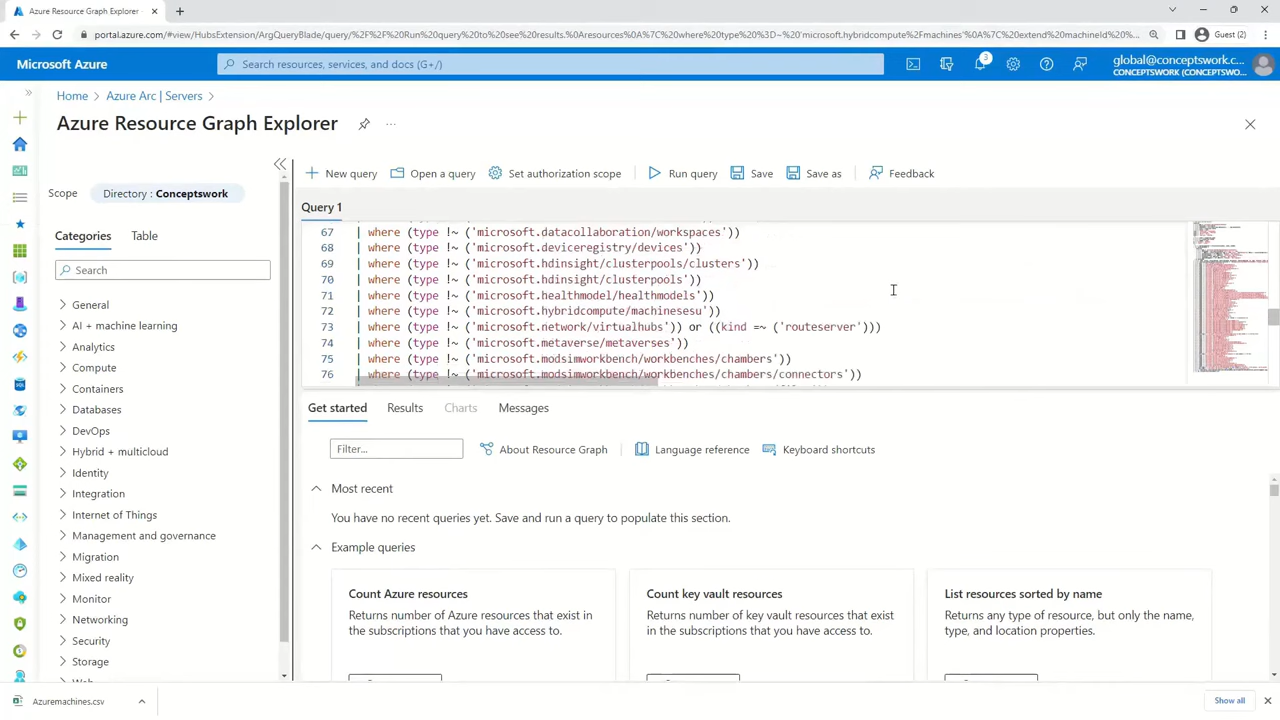 Azure Resource Graph Explorer
portal.azure.com/#view/HubsExtension/ArgQueryBlade/query/%2F%2F%20Run%20query%20to%20see%20results.%0Aresources%0A%7C%20where%20type%20%3D~%20'microsoft.hybridcompute%2Fmachines'%0A%7C%20extend%20machineId%20%...
Guest (2)
Microsoft Azure
Search resources, services, and docs (G+/)
3
global@conceptswork.c...
CONCEPTSWORK (CONCEPTSWO...
Home > Azure Arc | Servers >
Azure Resource Graph Explorer
New query
Open a query
Set authorization scope
Run query
Save
Save as
Feedback
Scope
Directory : Conceptswork
Query 1
Categories
Table
Search
General
AI + machine learning
Analytics
Compute
Containers
Databases
DevOps
Hybrid + multicloud
Identity
Integration
Internet of Things
Management and governance
Migration
Mixed reality
Monitor
Networking
Security
Storage
67 | where (type !~ ('microsoft.datacollaboration/workspaces'))
68 | where (type !~ ('microsoft.deviceregistry/devices'))
69 | where (type !~ ('microsoft.hdinsight/clusterpools/clusters'))
70 | where (type !~ ('microsoft.hdinsight/clusterpools'))
71 | where (type !~ ('microsoft.healthmodel/healthmodels'))
72 | where (type !~ ('microsoft.hybridcompute/machinesesu'))
73 | where (type !~ ('microsoft.network/virtualhubs')) or ((kind =~ ('routeserver')))
74 | where (type !~ ('microsoft.metaverse/metaverses'))
75 | where (type !~ ('microsoft.modsimworkbench/workbenches/chambers'))
76 | where (type !~ ('microsoft.modsimworkbench/workbenches/chambers/connectors'))
Get started
Results
Charts
Messages
Filter...
About Resource Graph
Language reference
Keyboard shortcuts
Most recent
You have no recent queries yet. Save and run a query to populate this section.
Example queries
Count Azure resources
Returns number of Azure resources that exist in
the subscriptions that you have access to.
Count key vault resources
Returns number of key vault resources that exist
in the subscriptions that you have access to.
List resources sorted by name
Returns any type of resource, but only the name,
type, and location properties.
Azuremachines.csv
Show all